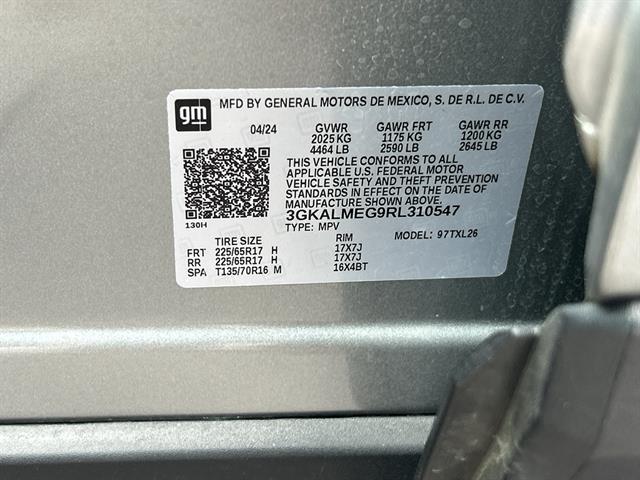 gm MFD BY GENERAL MOTORS DE MEXICO, S. DE R.L. DE C.V.
04/24 GVWR GAWR FRT GAWR RR
2025 KG 1175 KG 1200 KG
4464 LB 2590 LB 2645 LB
THIS VEHICLE CONFORMS TO ALL
APPLICABLE U.S. FEDERAL MOTOR
VEHICLE SAFETY AND THEFT PREVENTION
STANDARDS IN EFFECT ON THE DATE OF
MANUFACTURE SHOWN ABOVE.
3GKALMEG9RL310547
130H TYPE: MPV MODEL: 97TXL26
TIRE SIZE RIM
FRT 225/65R17 H 17X7J
RR 225/65R17 H 17X7J
SPA T135/70R16 M 16X4BT